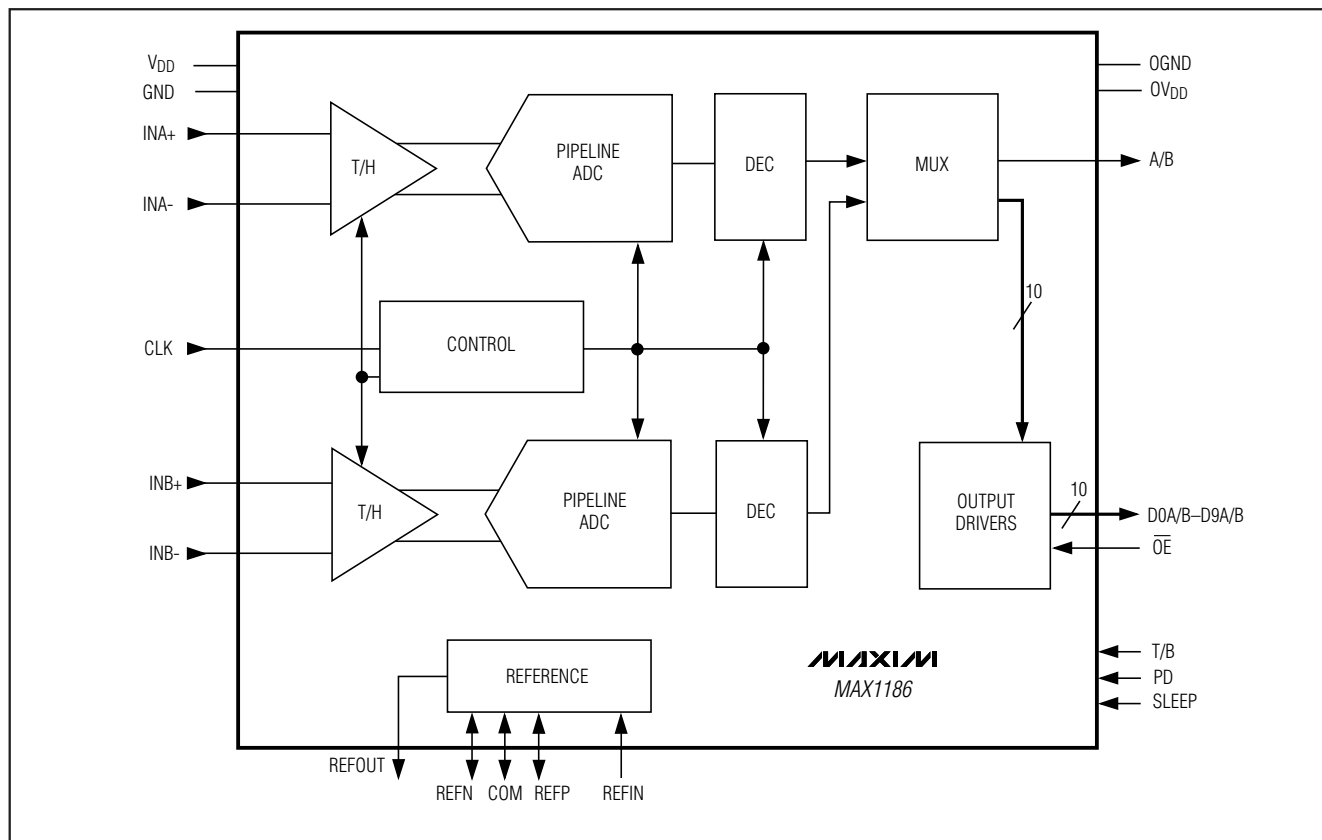 VDD
GND
INA+
INA-
CLK
INB+
INB-
T/H
PIPELINE
ADC
DEC
MUX
10
CONTROL
T/H
PIPELINE
ADC
DEC
OUTPUT
DRIVERS
10
OGND
OVDD
A/B
D0A/B–D9A/B
OE
T/B
PD
SLEEP
REFERENCE
MAXIM
MAX1186
REFOUT
REFN COM REFP REFIN